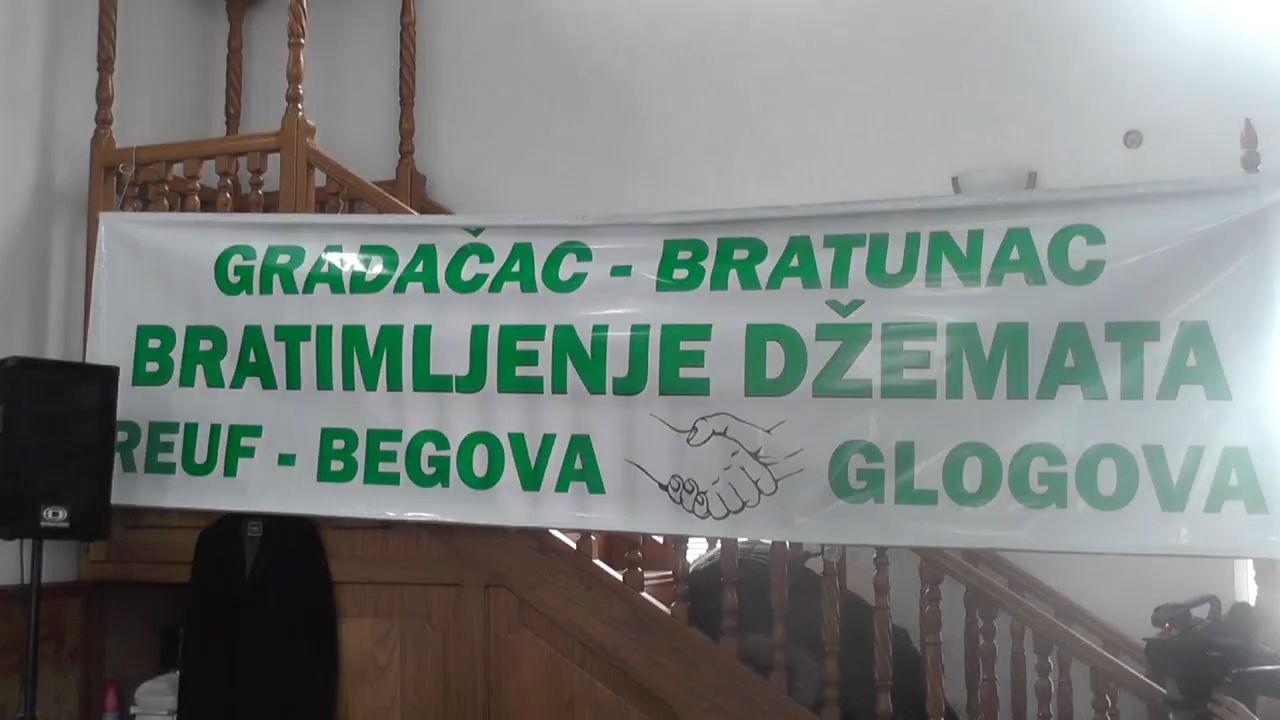 GRADAČAC - BRATUNAC
BRATIMLJENJE DŽEMATA
REUF - BEGOVA GLOGOVA